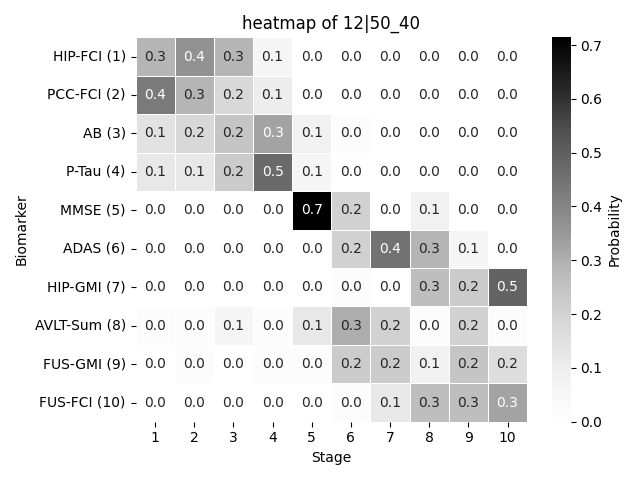 heatmap of 12|50_40
HIP-FCI (1) 0.3 0.4 0.3 0.1 0.0 0.0 0.0 0.0 0.0 0.0
PCC-FCI (2) 0.4 0.3 0.2 0.1 0.0 0.0 0.0 0.0 0.0 0.0
AB (3) 0.1 0.2 0.2 0.3 0.1 0.0 0.0 0.0 0.0 0.0
P-Tau (4) 0.1 0.1 0.2 0.5 0.1 0.0 0.0 0.0 0.0 0.0
MMSE (5) 0.0 0.0 0.0 0.0 0.7 0.2 0.0 0.1 0.0 0.0
ADAS (6) 0.0 0.0 0.0 0.0 0.0 0.2 0.4 0.3 0.1 0.0
HIP-GMI (7) 0.0 0.0 0.0 0.0 0.0 0.0 0.0 0.3 0.2 0.5
AVLT-Sum (8) 0.0 0.0 0.1 0.0 0.1 0.3 0.2 0.0 0.2 0.0
FUS-GMI (9) 0.0 0.0 0.0 0.0 0.0 0.2 0.2 0.1 0.2 0.2
FUS-FCI (10) 0.0 0.0 0.0 0.0 0.0 0.0 0.1 0.3 0.3 0.3
1 2 3 4 5 6 7 8 9 10
Stage
Biomarker
0.7
0.6
0.5
0.4
0.3
0.2
0.1
0.0
Probability